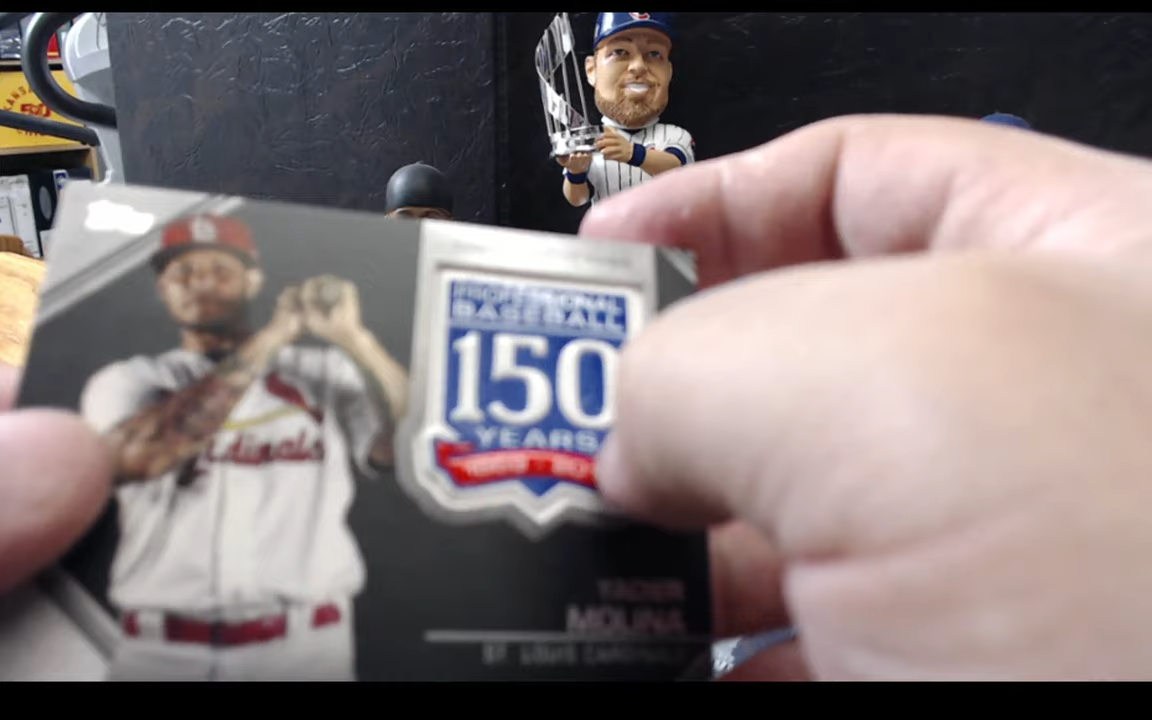 PROFESSIONAL
BASEBALL
150
YEARS
Cardinals
YADIER
MOLINA
ST. LOUIS CARDINALS